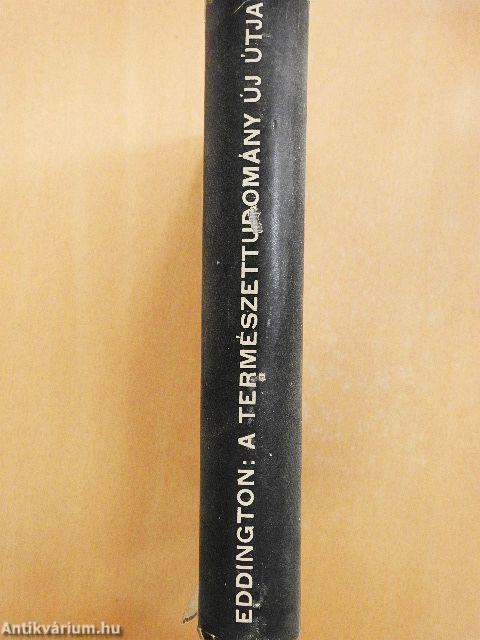 EDDINGTON: A TERMÉSZETTUDOMÁNY ÚJ ÚTJA
Antikvárium.hu